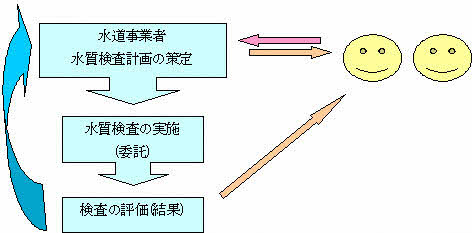 水道事業者
水質検査計画の策定
水質検査の実施
(委託)
検査の評価(結果)